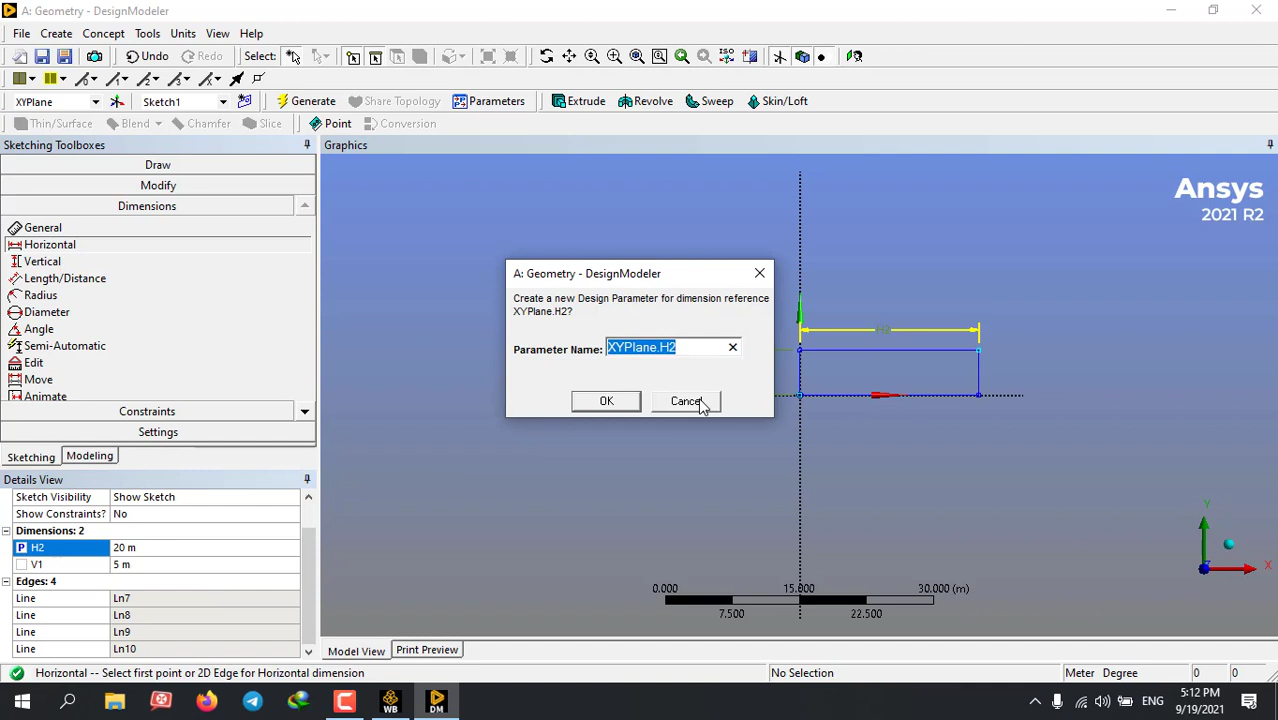 A: Geometry - DesignModeler
File Create Concept Tools Units View Help
Undo Redo Select: ISO
XYPlane Sketch1 Generate Share Topology Parameters Extrude Revolve Sweep Skin/Loft
Thin/Surface Blend Chamfer Slice Point Conversion
Sketching Toolboxes
Draw
Modify
Dimensions
General
Horizontal
Vertical
Length/Distance
Radius
Diameter
Angle
Semi-Automatic
Edit
Move
Animate
Constraints
Settings
Sketching Modeling
Details View
Sketch Visibility Show Sketch
Show Constraints? No
Dimensions: 2
P H2 20 m
V1 5 m
Edges: 4
Line Ln7
Line Ln8
Line Ln9
Line Ln10
Graphics
Ansys
2021 R2
A: Geometry - DesignModeler
Create a new Design Parameter for dimension reference
XYPlane.H2?
Parameter Name: XYPlane.H2
OK Cancel
H2
Y
X
Z
0.000 15.000 30.000 (m)
7.500 22.500
Model View Print Preview
Horizontal -- Select first point or 2D Edge for Horizontal dimension No Selection Meter Degree 0 0
WB DM ENG 5:12 PM
9/19/2021